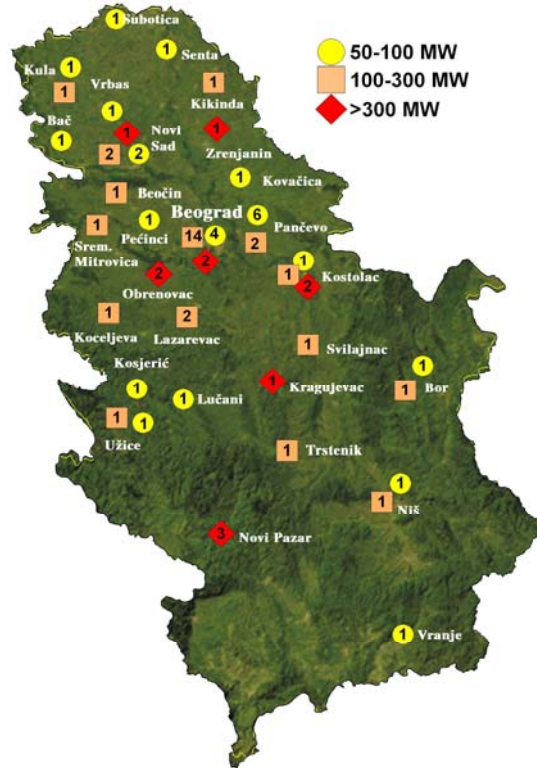 1 Subotica
50-100 MW
1 Senta
100-300 MW
Kula 1
1
Vrbas
1
Kikinda
>300 MW
1
Bač
1
1 Novi
Sad
2
2
1
Zrenjanin
1
Beočin
1 Kovačica
1
Pećinci
1
Beograd
14
4
6
Pančevo
2
Srem.
Mitrovica
2
2
Obrenovac
1
1
2
Kostolac
1
Koceljeva
2
Lazarevac
1
Svilajnac
Kosjerić
1
1 Lučani
1
1
Užice
1
Kragujevac
1
1
Bor
1
Trstenik
1
1
Niš
3 Novi Pazar
1 Vranje